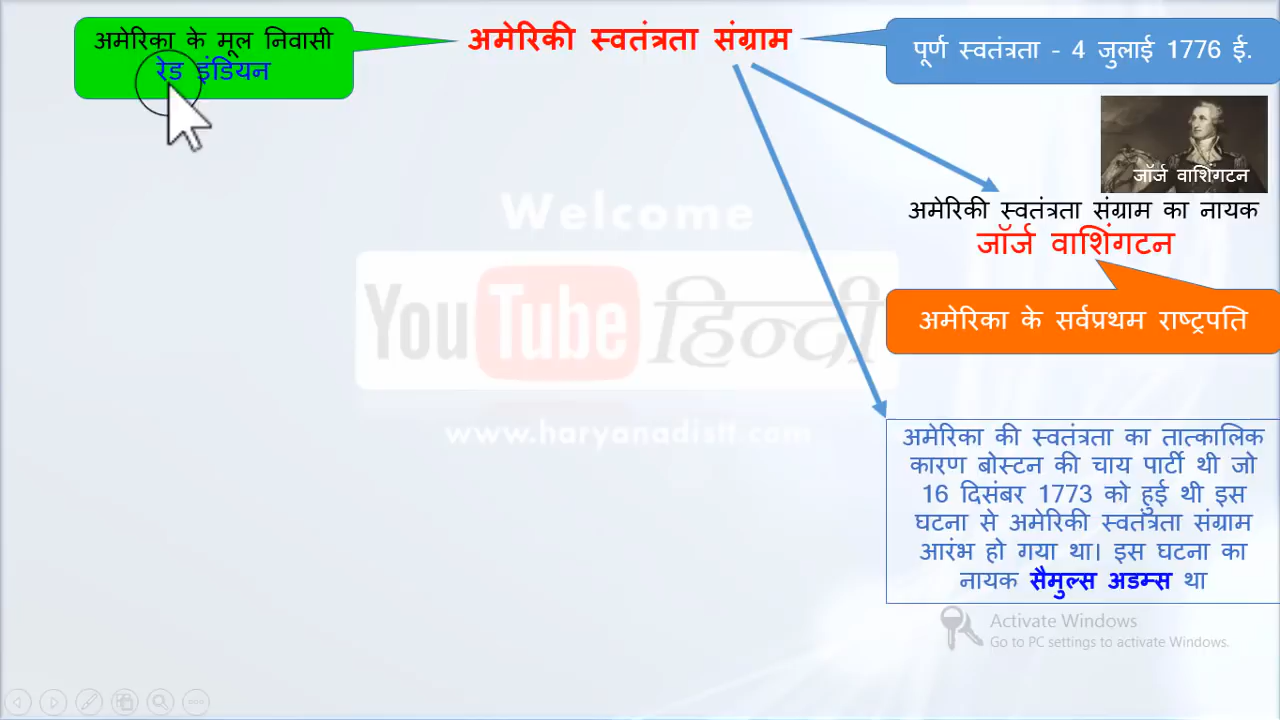 अमेरिका के मूल निवासी
रेड इंडियन
अमेरिकी स्वतंत्रता संग्राम
पूर्ण स्वतंत्रता - 4 जुलाई 1776 ई.
जॉर्ज वाशिंगटन
अमेरिकी स्वतंत्रता संग्राम का नायक
जॉर्ज वाशिंगटन
अमेरिका के सर्वप्रथम राष्ट्रपति
Welcome
YouTube हिन्दी
www.haryanadistt.com
अमेरिका की स्वतंत्रता का तात्कालिक
कारण बोस्टन की चाय पार्टी थी जो
16 दिसंबर 1773 को हुई थी इस
घटना से अमेरिकी स्वतंत्रता संग्राम
आरंभ हो गया था। इस घटना का
नायक सैमुल्स अडम्स था
Activate Windows
Go to PC settings to activate Windows.